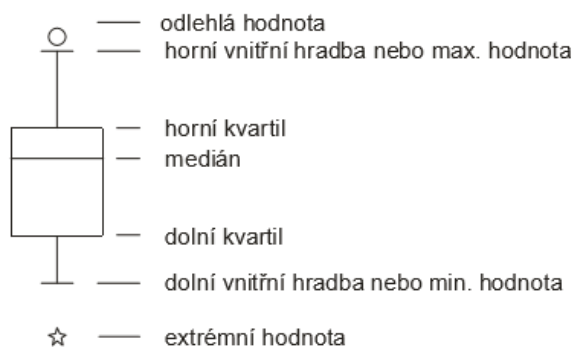 odlehlá hodnota
horní vnitřní hradba nebo max. hodnota
horní kvartil
medián
dolní kvartil
dolní vnitřní hradba nebo min. hodnota
extrémní hodnota